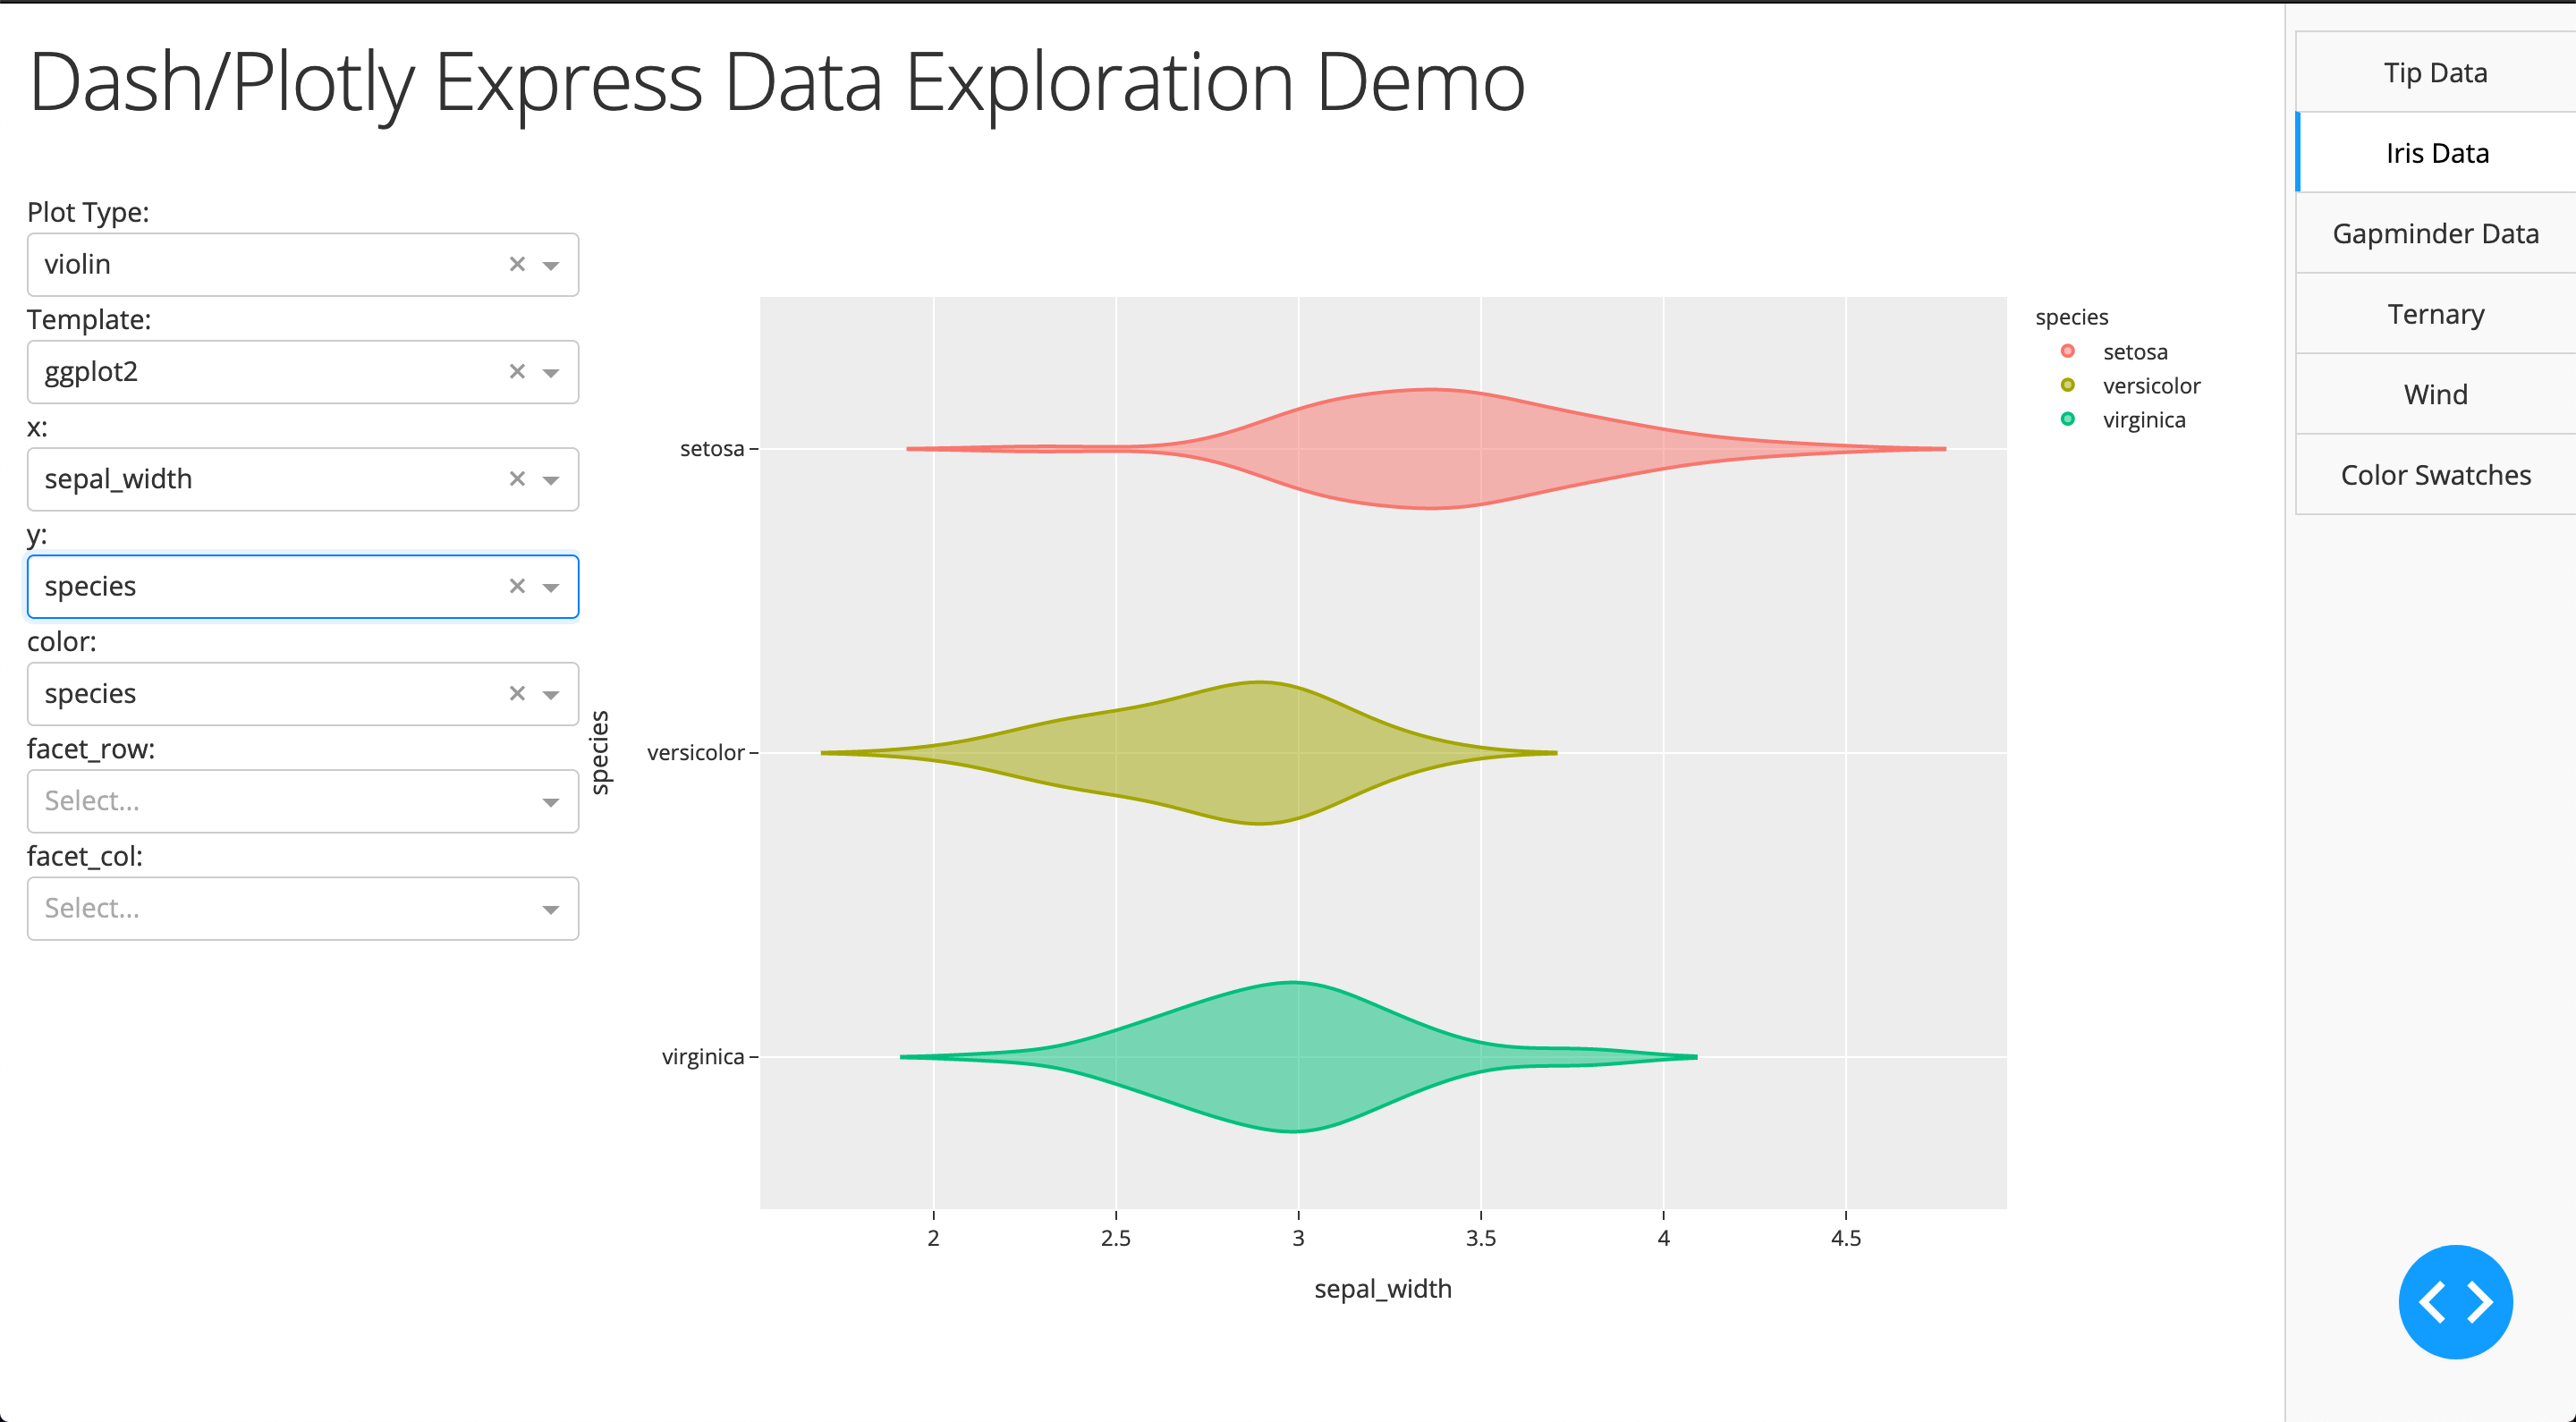 Dash/Plotly Express Data Exploration Demo
Plot Type:
violin
Template:
ggplot2
x:
sepal_width
y:
species
color:
species
facet_row:
Select...
facet_col:
Select...
species
setosa
versicolor
virginica
2 2.5 3 3.5 4 4.5
sepal_width
species
setosa
versicolor
virginica
Tip Data
Iris Data
Gapminder Data
Ternary
Wind
Color Swatches